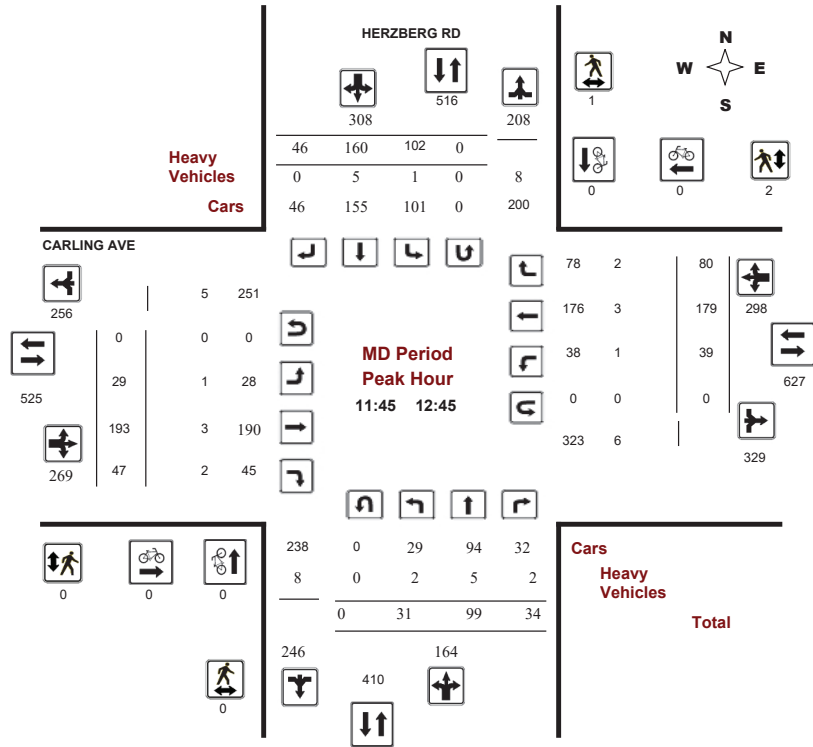 HERZBERG RD
N
W E
S
516
1
308 208
46 160 102 0
Heavy
Vehicles
0 5 1 0 8
Cars 46 155 101 0 200
0 0 2
CARLING AVE
256
5 251
0 0 0
525
29 1 28
193 3 190
269
47 2 45
MD Period
Peak Hour
11:45 12:45
78 2 80
176 3 179 298
38 1 39
627
0 0 0
323 6
329
238 0 29 94 32 Cars
8 0 2 5 2 Heavy
Vehicles
0 0 0
0 31 99 34 Total
246 164
410
0